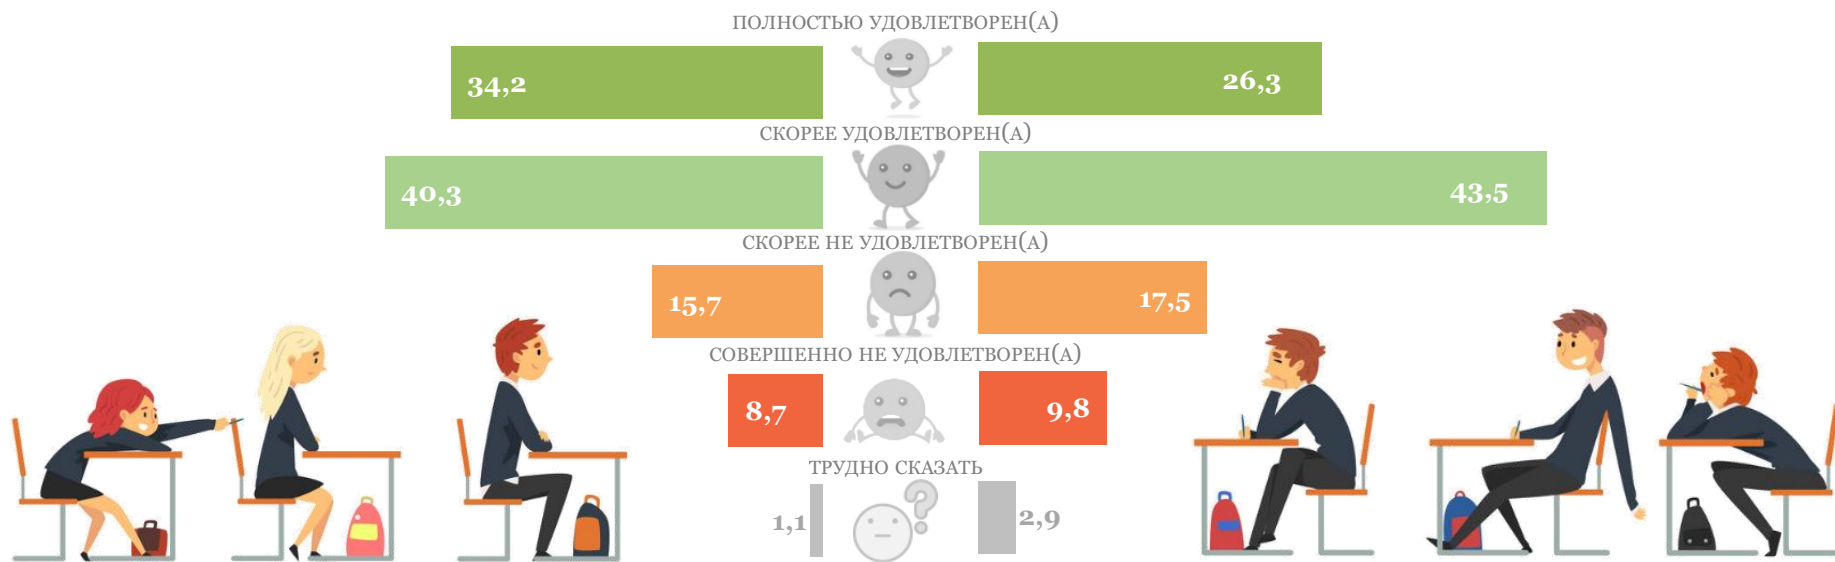 ПОЛНОСТЬЮ УДОВЛЕТВОРЕН(А)
34,2
26,3
СКОРЕЕ УДОВЛЕТВОРЕН(А)
40,3
43,5
СКОРЕЕ НЕ УДОВЛЕТВОРЕН(А)
15,7
17,5
СОВЕРШЕННО НЕ УДОВЛЕТВОРЕН(А)
8,7
9,8
ТРУДНО СКАЗАТЬ
1,1
2,9